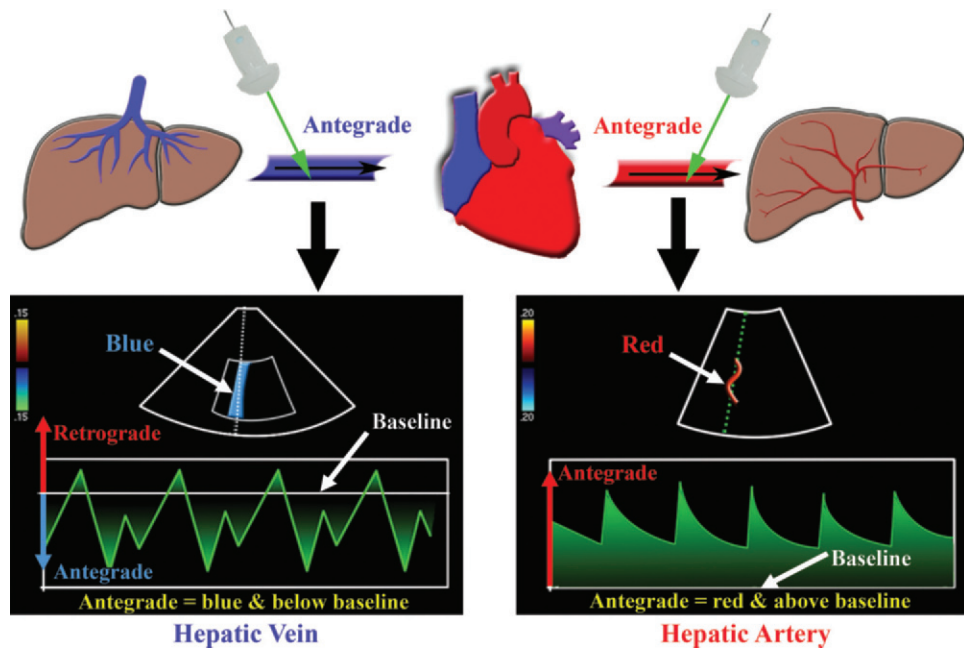 Antegrade
Antegrade
.15
.15
Blue
Baseline
Retrograde
Antegrade
Antegrade = blue & below baseline
Hepatic Vein
.20
.20
Red
Antegrade
Baseline
Antegrade = red & above baseline
Hepatic Artery